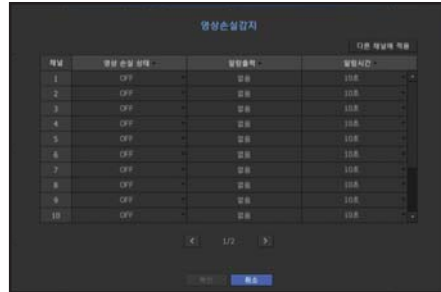 영상손실감지
다른 채널에 적용
채널 영상 손실 상태 알람출력 알람시간
1 OFF 없음 10초
2 OFF 없음 10초
3 OFF 없음 10초
4 OFF 없음 10초
5 OFF 없음 10초
6 OFF 없음 10초
7 OFF 없음 10초
8 OFF 없음 10초
9 OFF 없음 10초
10 OFF 없음 10초
< 1/2 >
확인 취소